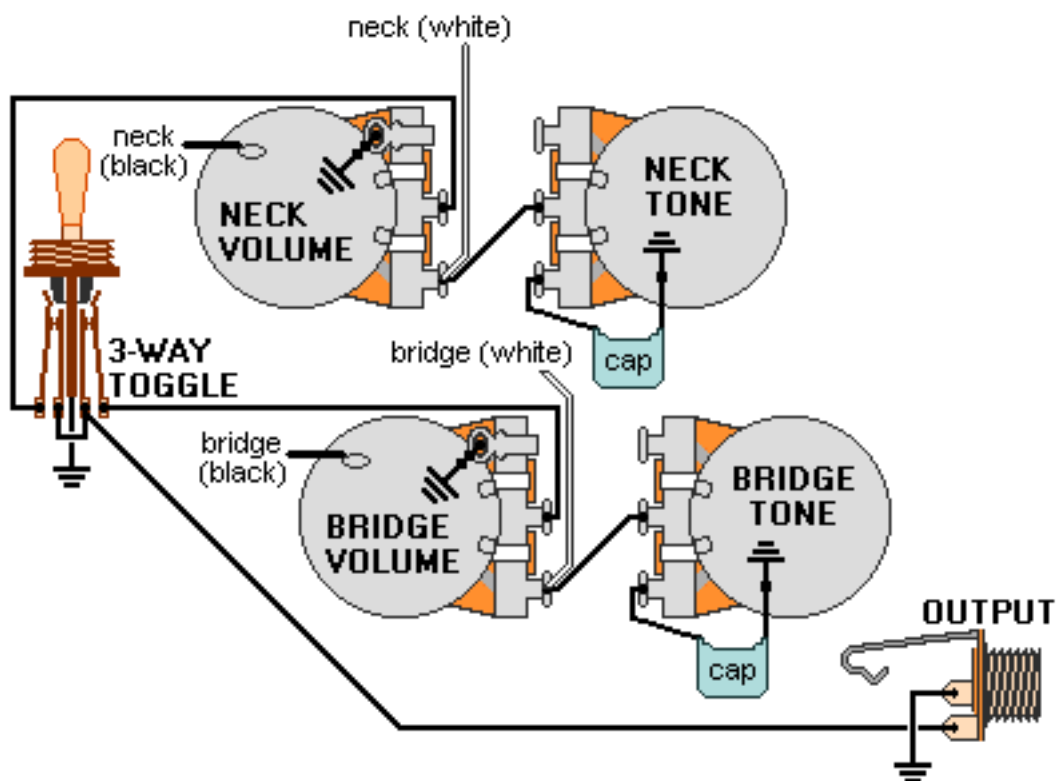 neck (white)
neck
(black)
NECK
VOLUME
NECK
TONE
3-WAY
TOGGLE
cap
bridge (white)
bridge
(black)
BRIDGE
VOLUME
BRIDGE
TONE
cap
OUTPUT